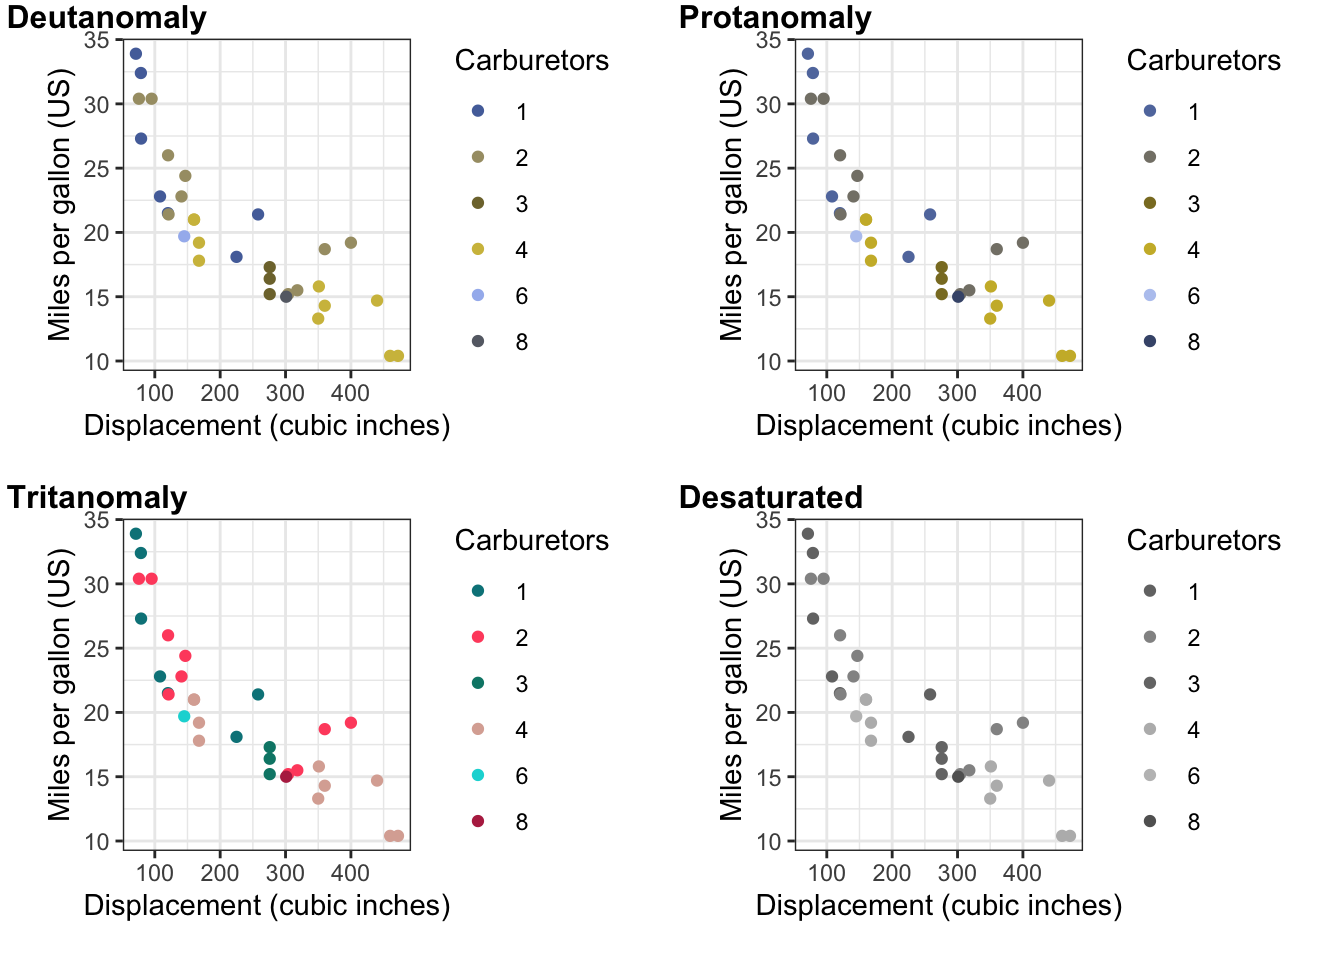 Deutanomaly
35
30
25
20
15
10
Miles per gallon (US)
100 200 300 400
Displacement (cubic inches)
Carburetors
1
2
3
4
6
8
Protanomaly
35
30
25
20
15
10
Miles per gallon (US)
100 200 300 400
Displacement (cubic inches)
Carburetors
1
2
3
4
6
8
Tritanomaly
35
30
25
20
15
10
Miles per gallon (US)
100 200 300 400
Displacement (cubic inches)
Carburetors
1
2
3
4
6
8
Desaturated
35
30
25
20
15
10
Miles per gallon (US)
100 200 300 400
Displacement (cubic inches)
Carburetors
1
2
3
4
6
8